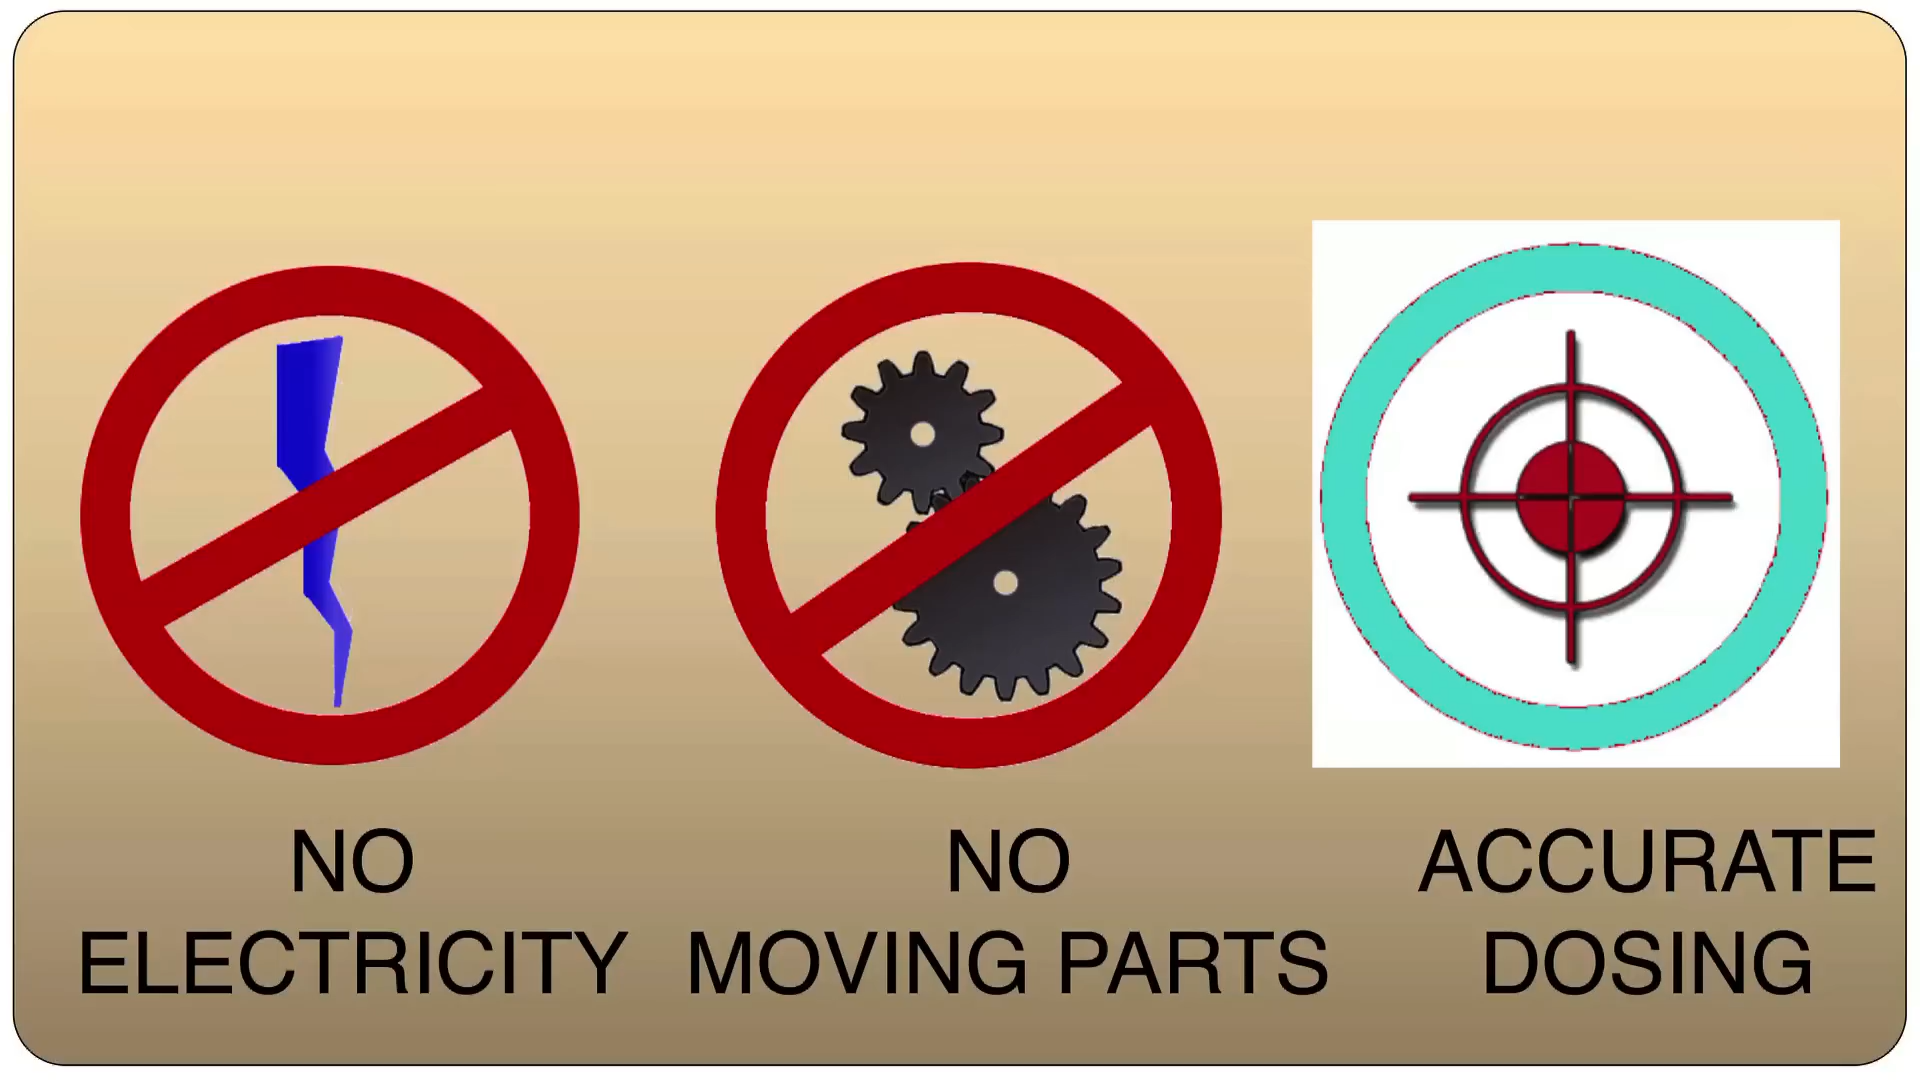 NO
ELECTRICITY
NO
MOVING PARTS
ACCURATE
DOSING